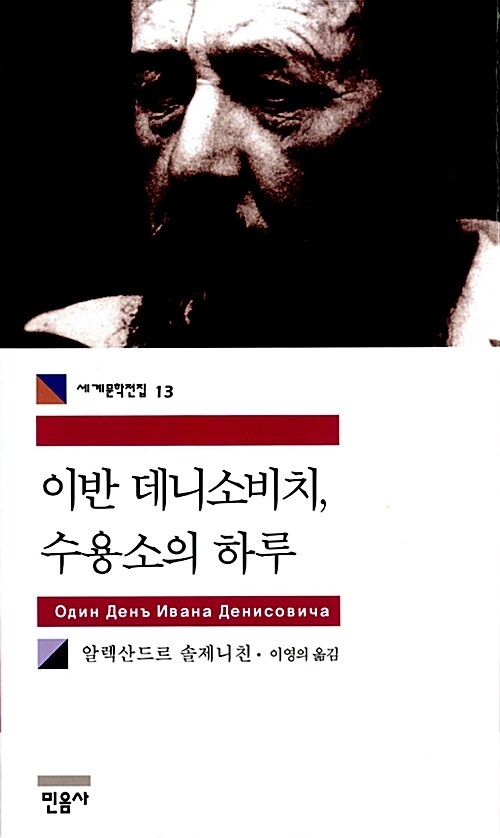 세계문학전집 13
이반 데니소비치,
수용소의 하루
Один Денъ Ивана Денисовича
알렉산드르 솔제니친 · 이영의 옮김
민음사